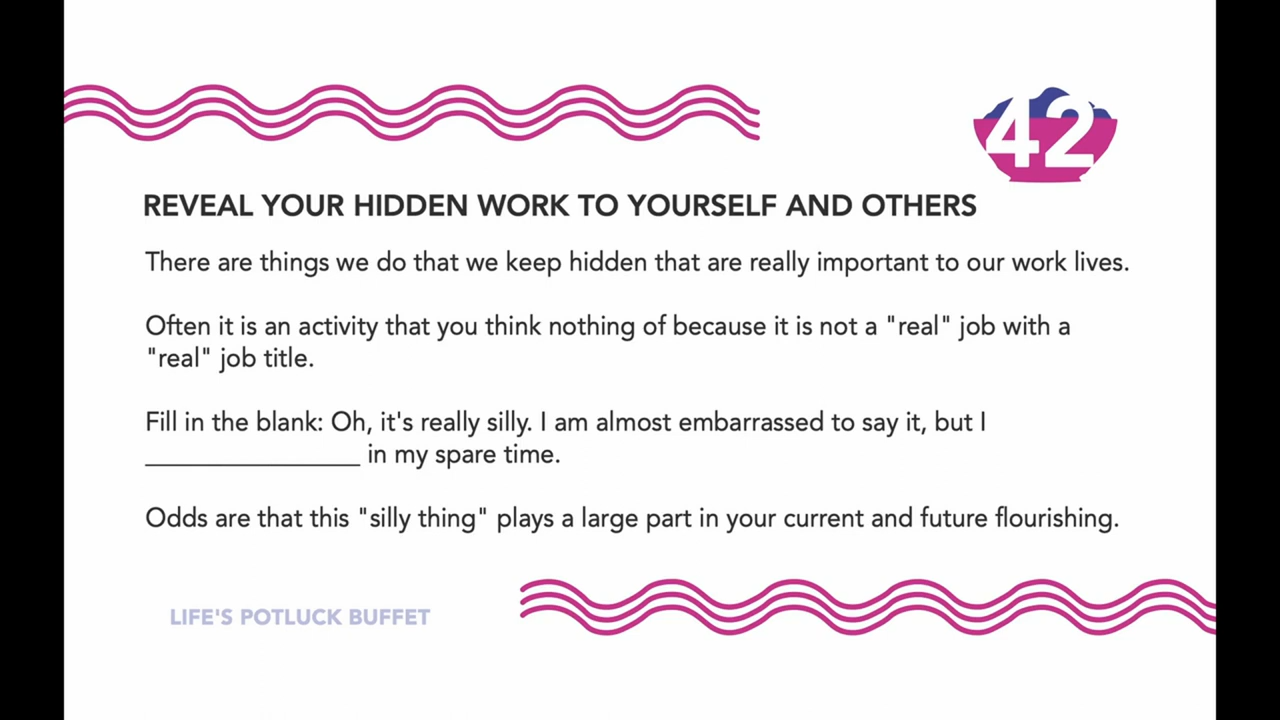 42
REVEAL YOUR HIDDEN WORK TO YOURSELF AND OTHERS
There are things we do that we keep hidden that are really important to our work lives.
Often it is an activity that you think nothing of because it is not a "real" job with a
"real" job title.
Fill in the blank: Oh, it's really silly. I am almost embarrassed to say it, but I
________________ in my spare time.
Odds are that this "silly thing" plays a large part in your current and future flourishing.
LIFE'S POTLUCK BUFFET